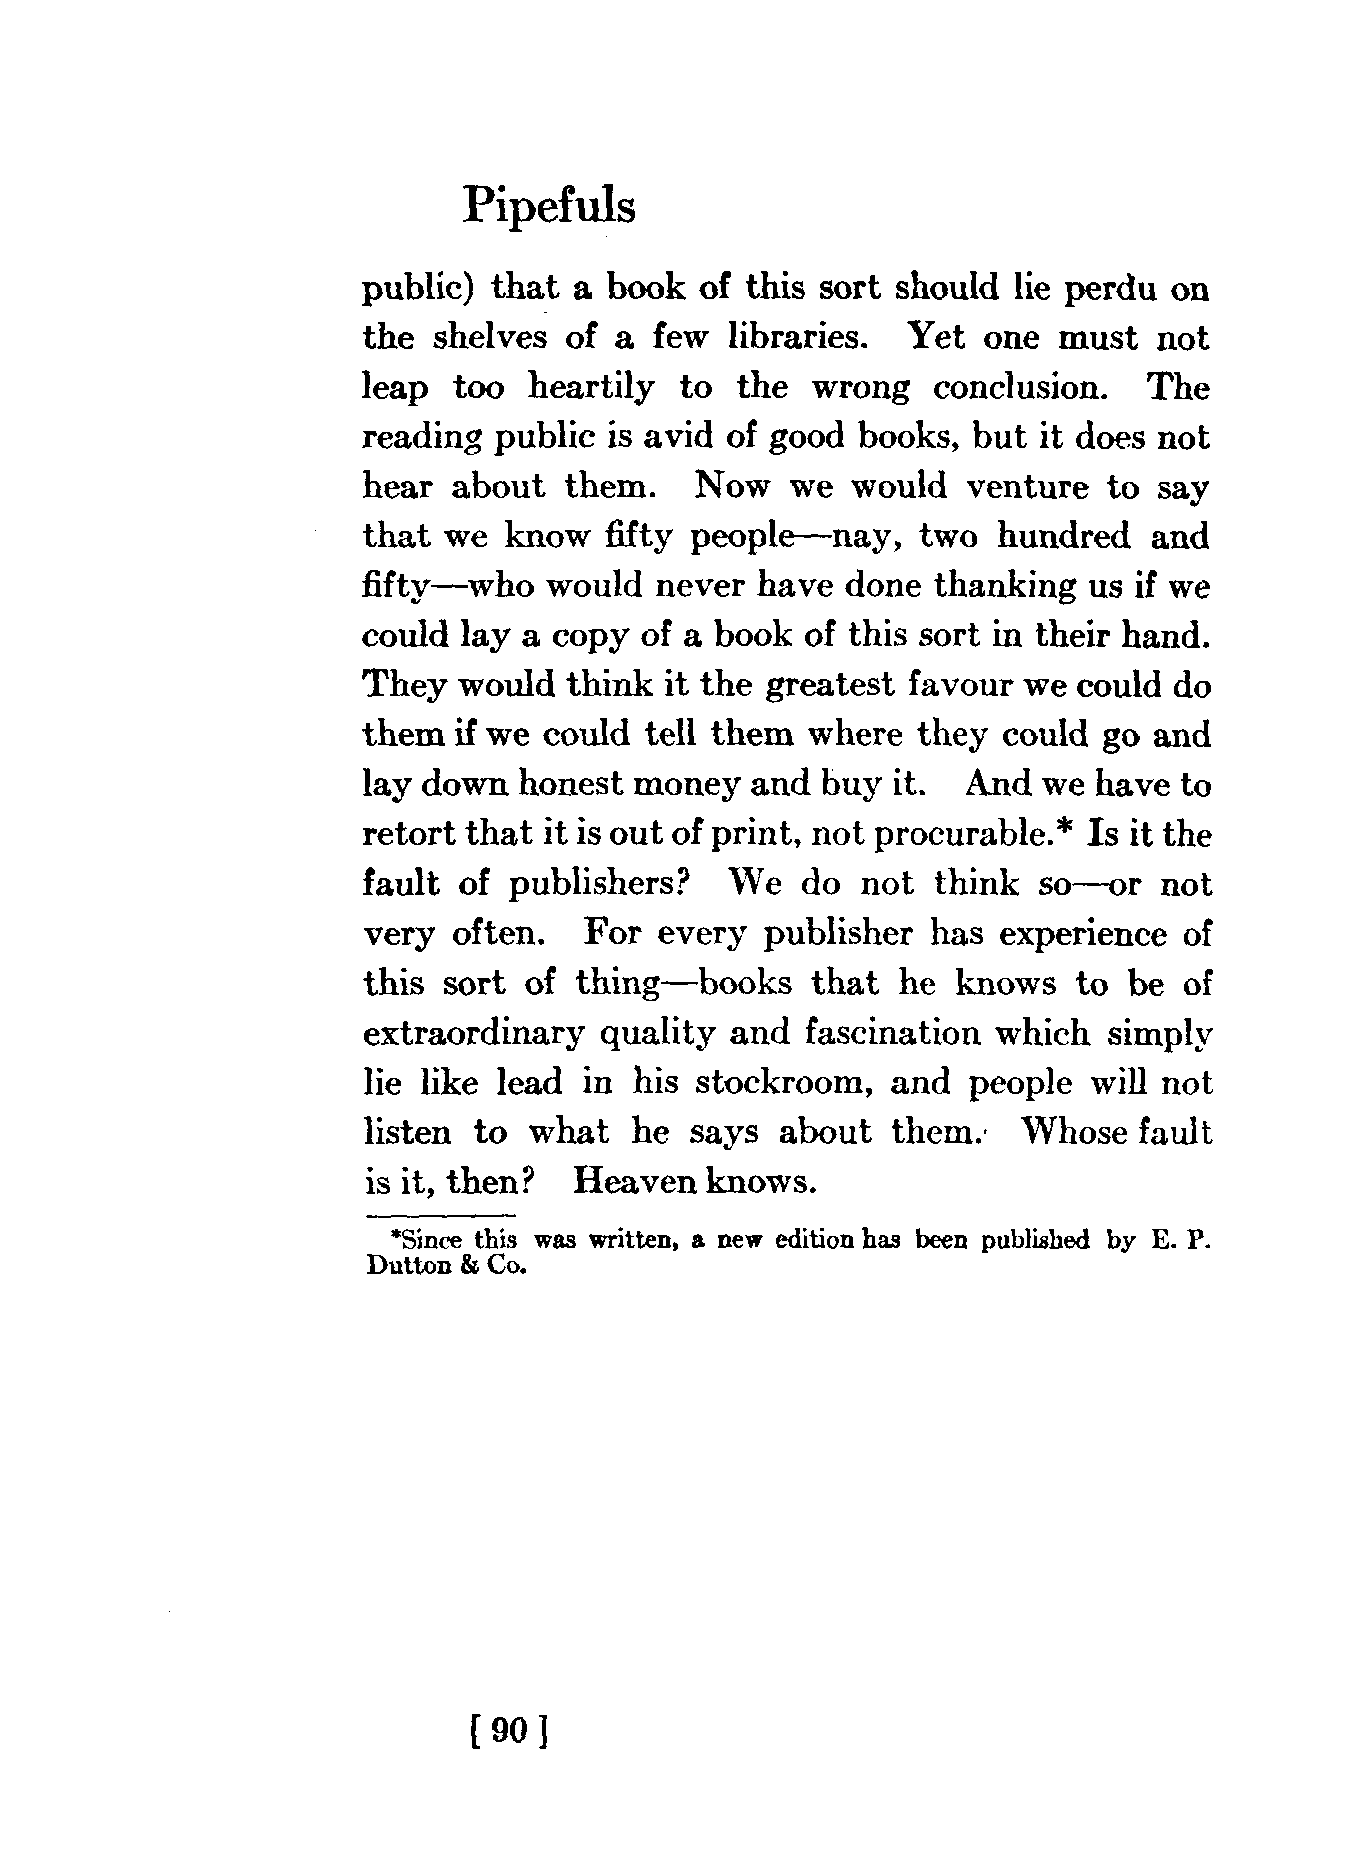 Pipefuls
public) that a book of this sort should lie perdu on
the shelves of a few libraries. Yet one must not
leap too heartily to the wrong conclusion. The
reading public is avid of good books, but it does not
hear about them. Now we would venture to say
that we know fifty people—nay, two hundred and
fifty—who would never have done thanking us if we
could lay a copy of a book of this sort in their hand.
They would think it the greatest favour we could do
them if we could tell them where they could go and
lay down honest money and buy it. And we have to
retort that it is out of print, not procurable.* Is it the
fault of publishers? We do not think so—or not
very often. For every publisher has experience of
this sort of thing—books that he knows to be of
extraordinary quality and fascination which simply
lie like lead in his stockroom, and people will not
listen to what he says about them. Whose fault
is it, then? Heaven knows.
*Since this was written, a new edition has been published by E. P.
Dutton & Co.
[ 90 ]